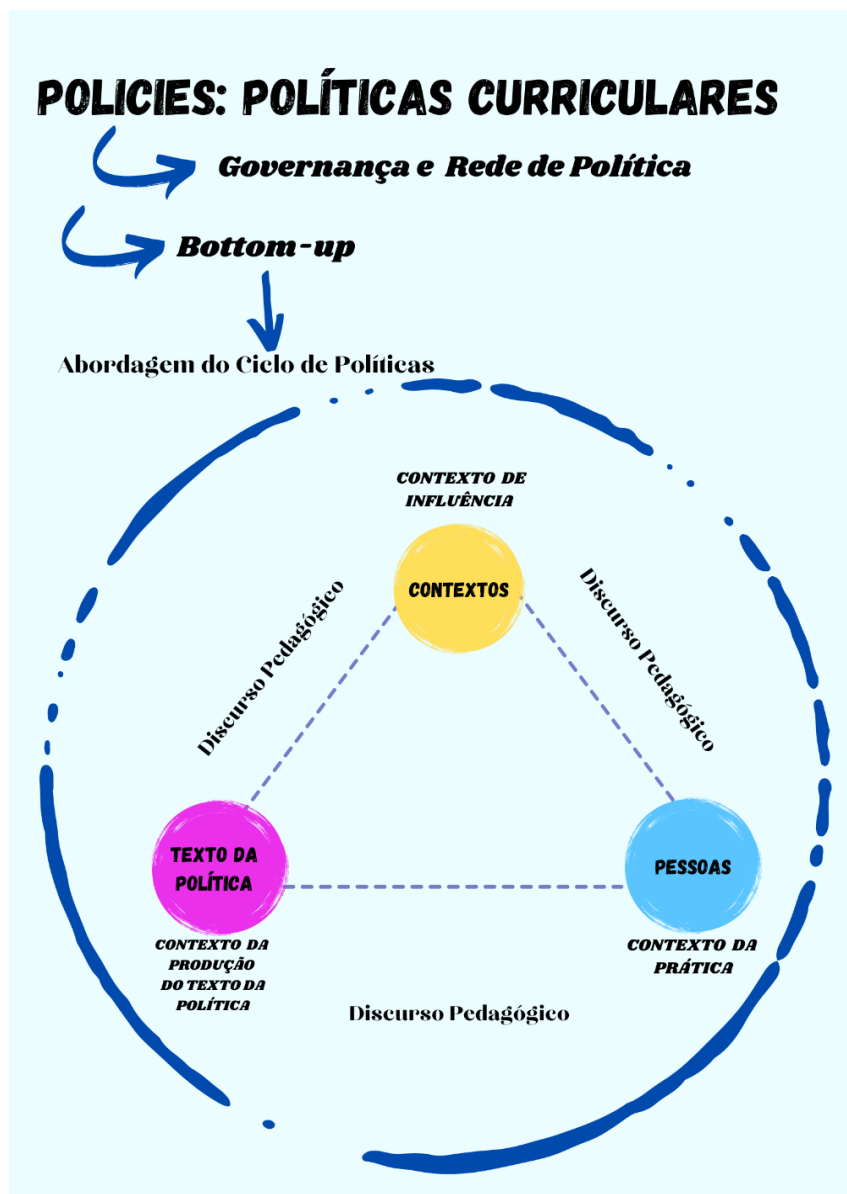 POLICIES: POLÍTICAS CURRICULARES
Governança e Rede de Política
Bottom-up
Abordagem do Ciclo de Políticas
CONTEXTO DE
INFLUÊNCIA
CONTEXTOS
Discurso Pedagógico
Discurso Pedagógico
TEXTO DA
POLÍTICA
PESSOAS
CONTEXTO DA
PRODUÇÃO
DO TEXTO DA
POLÍTICA
CONTEXTO DA
PRÁTICA
Discurso Pedagógico